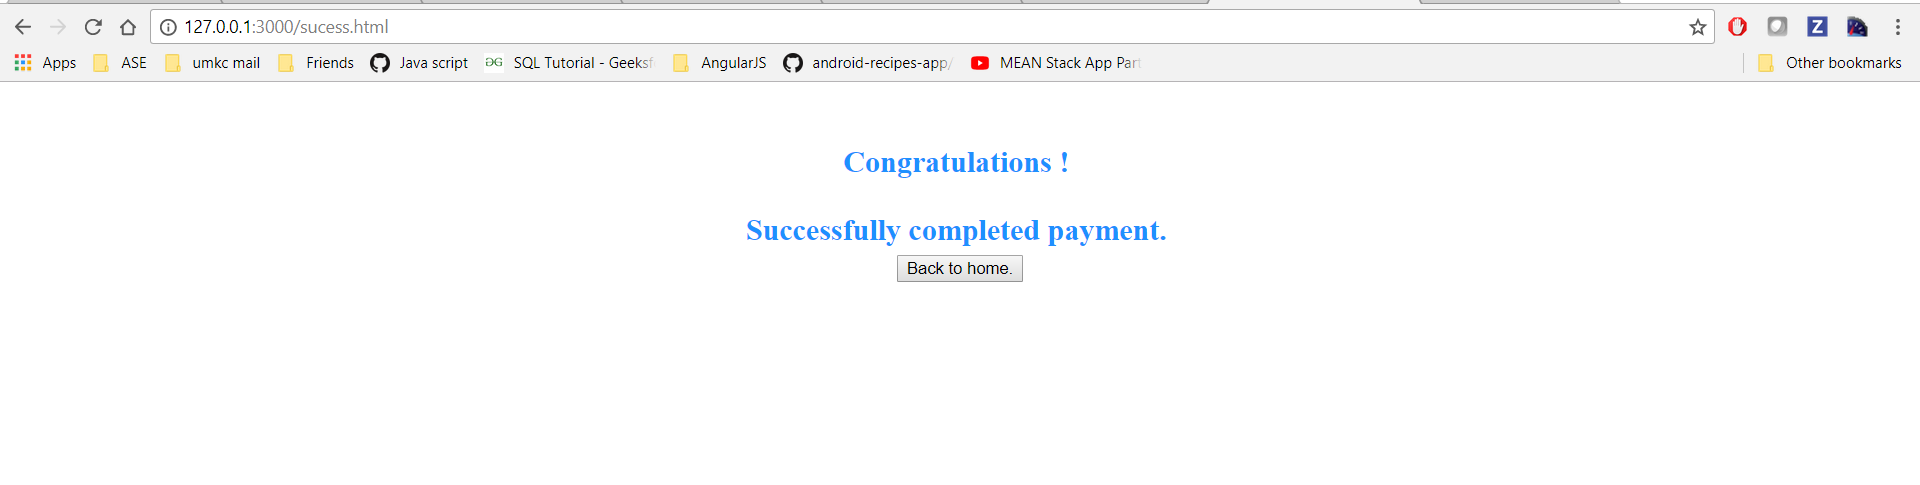 127.0.0.1:3000/sucess.html
Apps ASE umkc mail Friends Java script SQL Tutorial - Geeksf AngularJS android-recipes-app/ MEAN Stack App Part Other bookmarks
Congratulations !
Successfully completed payment.
Back to home.